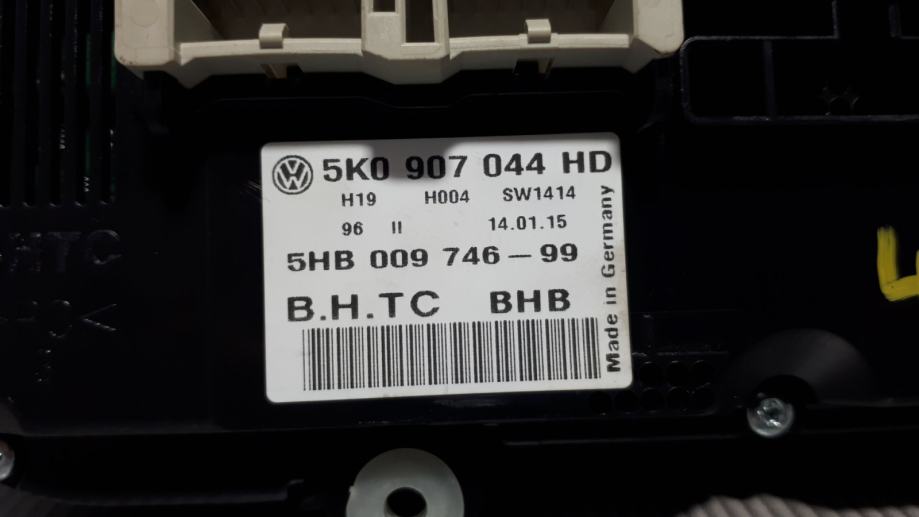 5K0 907 044 HD
H19 H004 SW1414
96 II 14.01.15
5HB 009 746-99
B.H.TC BHB
Made in Germany
HTC